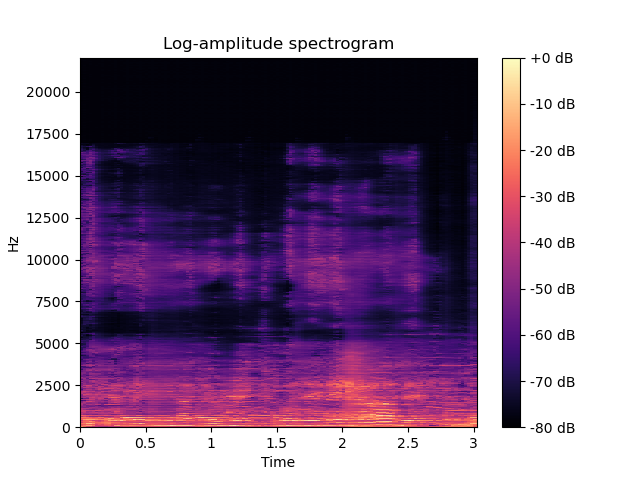 Log-amplitude spectrogram
Hz
20000
17500
15000
12500
10000
7500
5000
2500
0
0
0.5
1
1.5
2
2.5
3
Time
+0 dB
-10 dB
-20 dB
-30 dB
-40 dB
-50 dB
-60 dB
-70 dB
-80 dB